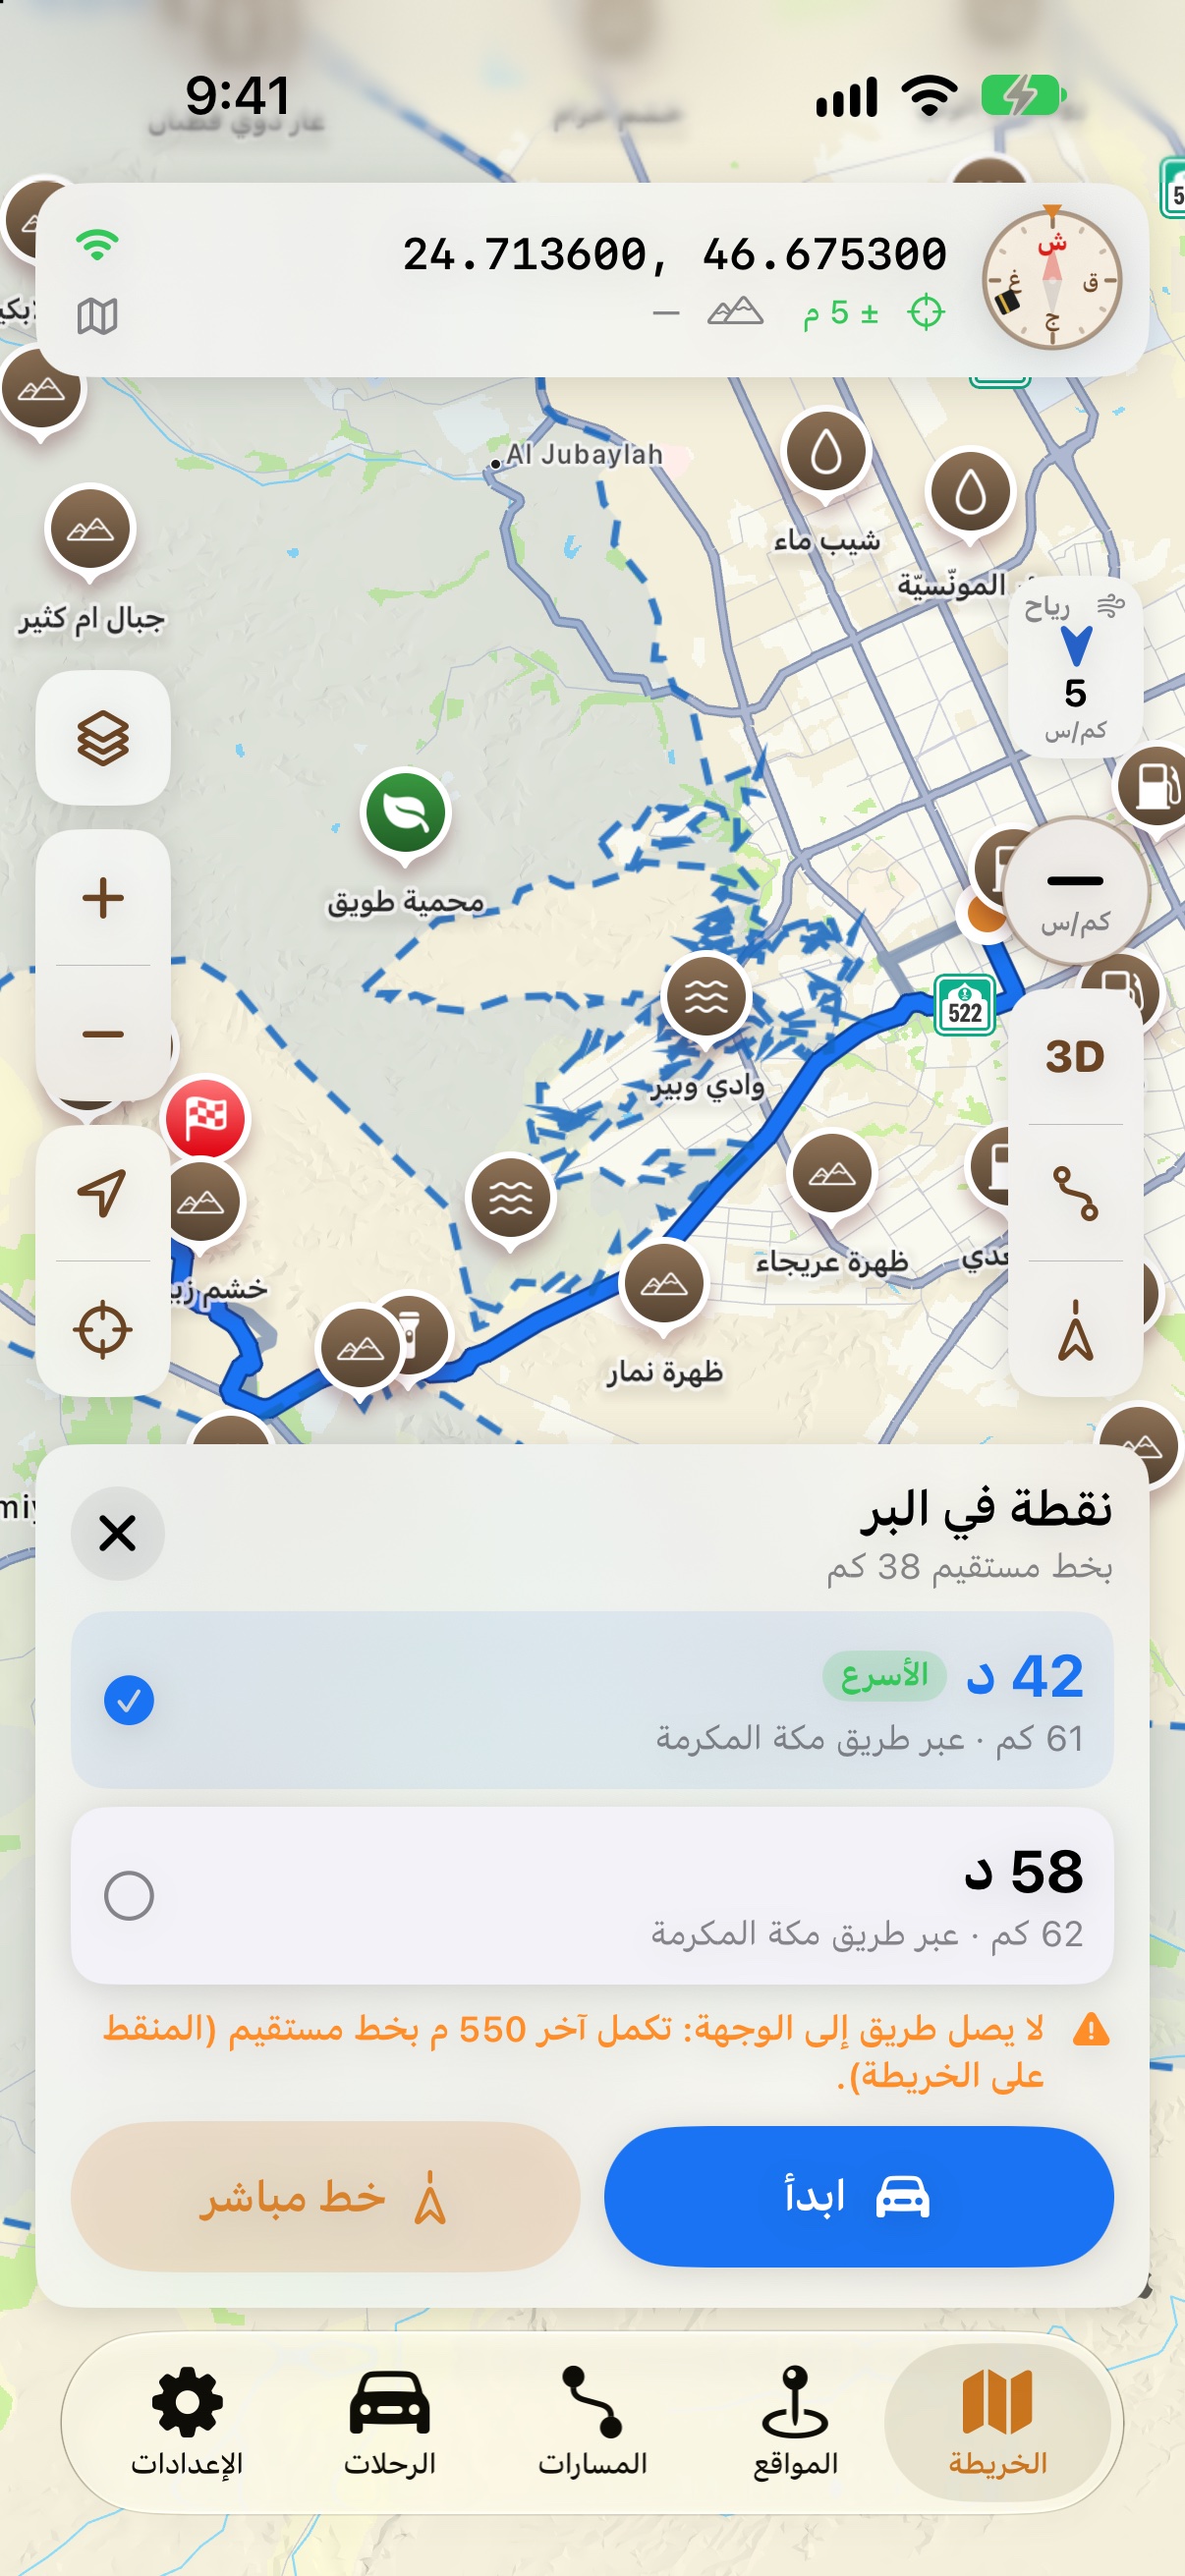 9:41
24.713600, 46.675300
± 5 م
—
ش
ق
غ
ج
Al Jubaylah
شيب ماء
المونسيّة
جبال ام كثير
رياح
5
كم/س
محمية طويق
—
كم/س
522
وادي وبير
3D
ظهرة عريجاء
ظهرة نمار
نقطة في البر
بخط مستقيم 38 كم
42 د
الأسرع
61 كم · عبر طريق مكة المكرمة
58 د
62 كم · عبر طريق مكة المكرمة
لا يصل طريق إلى الوجهة: تكمل آخر 550 م بخط مستقيم (المنقط
على الخريطة).
ابدأ
خط مباشر
الخريطة
المواقع
المسارات
الرحلات
الإعدادات